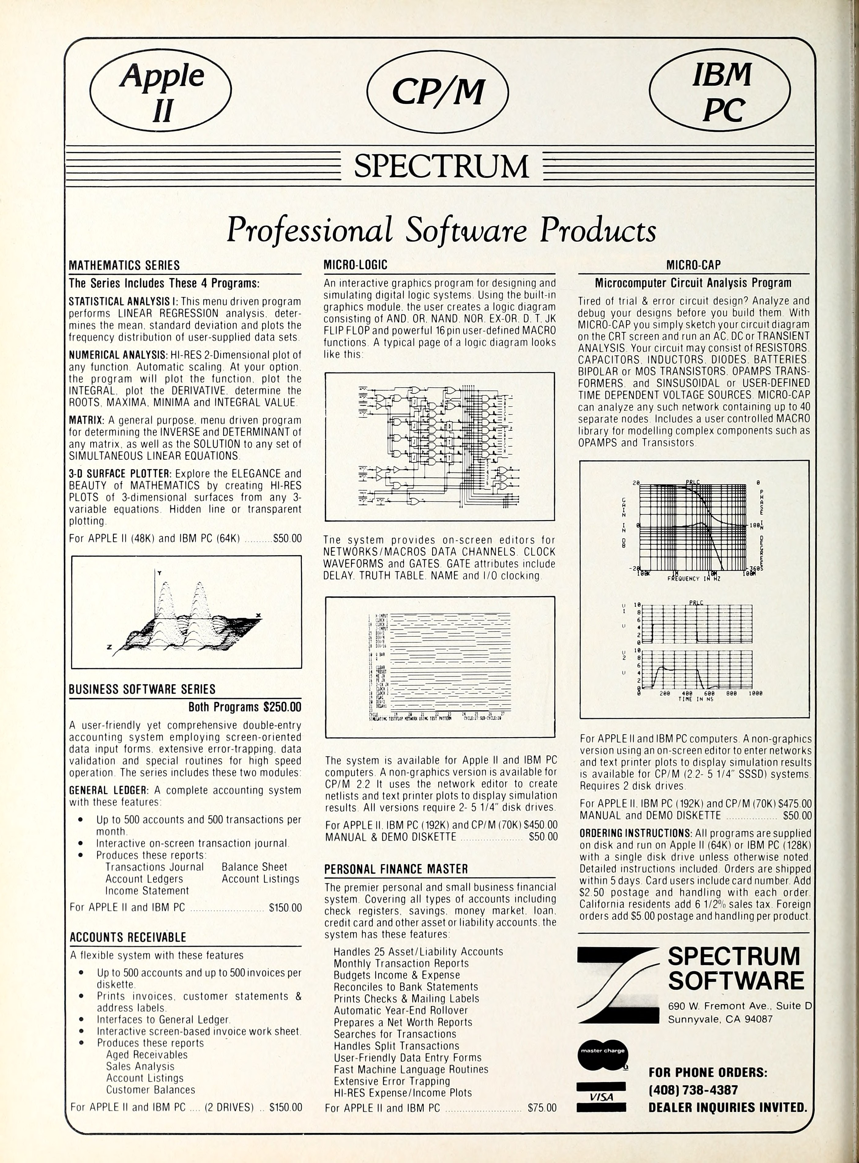 Apple
II
CP/M
IBM
PC
SPECTRUM
Professional Software Products
MATHEMATICS SERIES
The Series Includes These 4 Programs:
STATISTICAL ANALYSIS I: This menu driven program
performs LINEAR REGRESSION analysis, deter-
mines the mean, standard deviation and plots the
frequency distribution of user-supplied data sets.
NUMERICAL ANALYSIS: HI-RES 2-Dimensional plot of
any function. Automatic scaling. At your option,
the program will plot the function, plot the
INTEGRAL, plot the DERIVATIVE, determine the
ROOTS, MAXIMA, MINIMA and INTEGRAL VALUE.
MATRIX: A general purpose, menu driven program
for determining the INVERSE and DETERMINANT of
any matrix, as well as the SOLUTION to any set of
SIMULTANEOUS LINEAR EQUATIONS.
3-D SURFACE PLOTTER: Explore the ELEGANCE and
BEAUTY of MATHEMATICS by creating HI-RES
PLOTS of 3-dimensional surfaces from any 3-
variable equations. Hidden line or transparent
plotting.
For APPLE II (48K) and IBM PC (64K) ..........$50.00
Y
X
Z
BUSINESS SOFTWARE SERIES
Both Programs $250.00
A user-friendly yet comprehensive double-entry
accounting system employing screen-oriented
data input forms, extensive error-trapping, data
validation and special routines for high speed
operation. The series includes these two modules:
GENERAL LEDGER: A complete accounting system
with these features:
• Up to 500 accounts and 500 transactions per
month.
• Interactive on-screen transaction journal.
• Produces these reports:
Transactions Journal Balance Sheet
Account Ledgers Account Listings
Income Statement
For APPLE II and IBM PC ........................ $150.00
ACCOUNTS RECEIVABLE
A flexible system with these features
• Up to 500 accounts and up to 500 invoices per
diskette.
• Prints invoices, customer statements &
address labels.
• Interfaces to General Ledger.
• Interactive screen-based invoice work sheet.
• Produces these reports
Aged Receivables
Sales Analysis
Account Listings
Customer Balances
For APPLE II and IBM PC .... (2 DRIVES) .. $150.00
MICRO-LOGIC
An interactive graphics program for designing and
simulating digital logic systems. Using the built-in
graphics module, the user creates a logic diagram
consisting of AND, OR, NAND, NOR, EX-OR, D, T, JK
FLIP FLOP and powerful 16 pin user-defined MACRO
functions. A typical page of a logic diagram looks
like this:
The system provides on-screen editors for
NETWORKS/MACROS DATA CHANNELS, CLOCK
WAVEFORMS and GATES. GATE attributes include
DELAY, TRUTH TABLE, NAME and I/O clocking.
The system is available for Apple II and IBM PC
computers. A non-graphics version is available for
CP/M 2.2. It uses the network editor to create
netlists and text printer plots to display simulation
results. All versions require 2- 5 1/4" disk drives.
For APPLE II, IBM PC (192K) and CP/M (70K) $450.00
MANUAL & DEMO DISKETTE ..................... $50.00
PERSONAL FINANCE MASTER
The premier personal and small business financial
system. Covering all types of accounts including
check registers, savings, money market, loan,
credit card and other asset or liability accounts, the
system has these features:
Handles 25 Asset/Liability Accounts
Monthly Transaction Reports
Budgets Income & Expense
Reconciles to Bank Statements
Prints Checks & Mailing Labels
Automatic Year-End Rollover
Prepares a Net Worth Reports
Searches for Transactions
Handles Split Transactions
User-Friendly Data Entry Forms
Fast Machine Language Routines
Extensive Error Trapping
HI-RES Expense/Income Plots
For APPLE II and IBM PC .......................... $75.00
MICRO-CAP
Microcomputer Circuit Analysis Program
Tired of trial & error circuit design? Analyze and
debug your designs before you build them. With
MICRO-CAP you simply sketch your circuit diagram
on the CRT screen and run an AC, DC or TRANSIENT
ANALYSIS. Your circuit may consist of RESISTORS,
CAPACITORS, INDUCTORS, DIODES, BATTERIES,
BIPOLAR or MOS TRANSISTORS, OPAMPS TRANS-
FORMERS, and SINSUSOIDAL or USER-DEFINED
TIME DEPENDENT VOLTAGE SOURCES. MICRO-CAP
can analyze any such network containing up to 40
separate nodes. Includes a user controlled MACRO
library for modelling complex components such as
OPAMPS and Transistors.
PRLC
GAIN IN DB
20
0
-20
PHASE
0
-180
-360
100K 1M 10M 100M
FREQUENCY IN HZ
PRLC
10
8
6
4
2
0
10
8
6
4
2
0
0 200 400 600 800 1000
TIME IN NS
For APPLE II and IBM PC computers. A non-graphics
version using an on-screen editor to enter networks
and text printer plots to display simulation results
is available for CP/M (2.2- 5 1/4" SSSD) systems.
Requires 2 disk drives.
For APPLE II, IBM PC (192K) and CP/M (70K) $475.00
MANUAL and DEMO DISKETTE ................. $50.00
ORDERING INSTRUCTIONS: All programs are supplied
on disk and run on Apple II (64K) or IBM PC (128K)
with a single disk drive unless otherwise noted.
Detailed instructions included. Orders are shipped
within 5 days. Card users include card number. Add
$2.50 postage and handling with each order.
California residents add 6 1/2% sales tax. Foreign
orders add $5.00 postage and handling per product.
SPECTRUM
SOFTWARE
690 W. Fremont Ave., Suite D
Sunnyvale, CA 94087
master charge
VISA
FOR PHONE ORDERS:
(408) 738-4387
DEALER INQUIRIES INVITED.